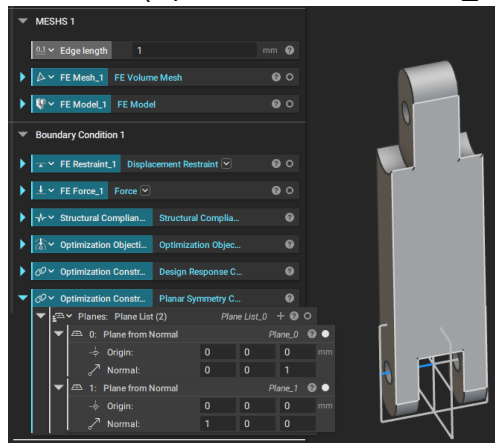 MESHS 1
0.1 Edge length 1 mm
FE Mesh_1 FE Volume Mesh
FE Model_1 FE Model
Boundary Condition 1
FE Restraint_1 Displacement Restraint
FE Force_1 Force
Structural Complian... Structural Complia...
Optimization Objecti... Optimization Objec...
Optimization Constr... Design Response C...
Optimization Constr... Planar Symmetry C...
Planes: Plane List (2) Plane List_0
0: Plane from Normal Plane_0
Origin: 0 0 0 mm
Normal: 0 0 1
1: Plane from Normal Plane_1
Origin: 0 0 0 mm
Normal: 1 0 0